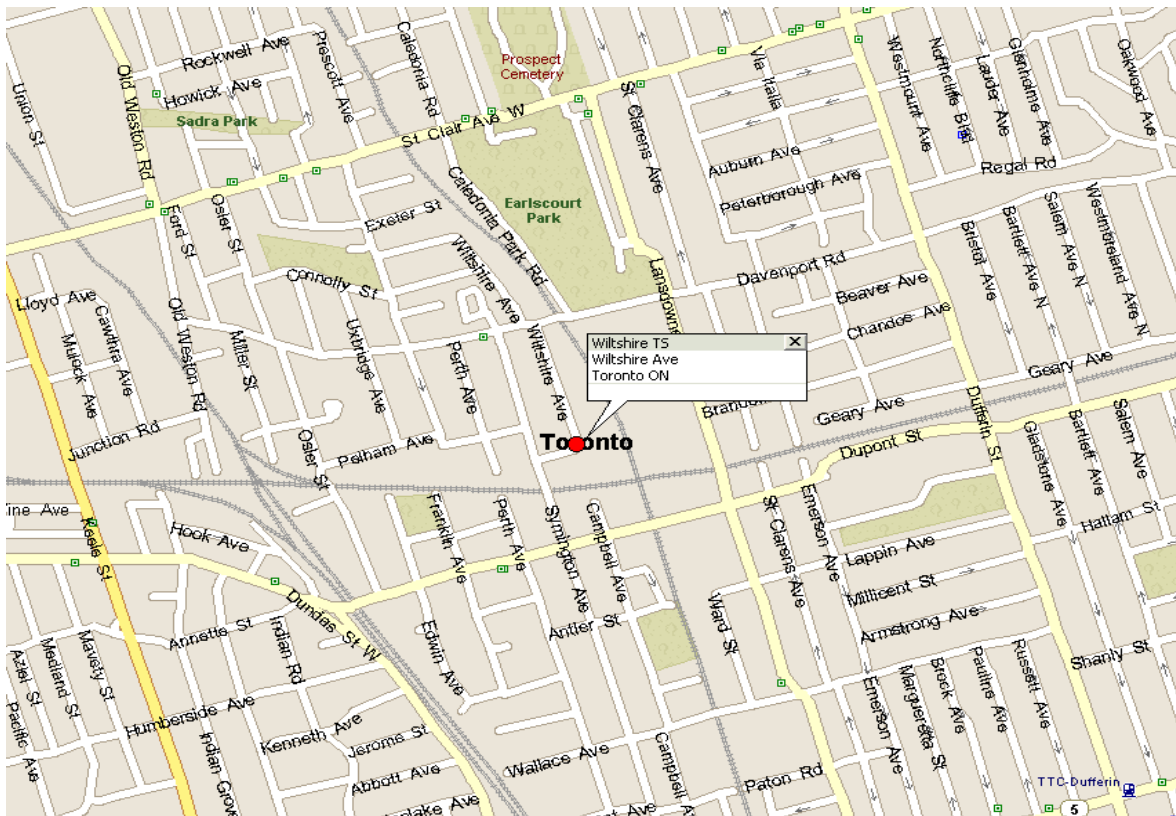 Rockwell Ave
Prescott Ave
Caledonia Rd
Prospect
Cemetery
Via Italia
Westmount Ave
Northcliffe Blvd
Lauder Ave
Glenholme Ave
Oakwood Ave
Union St
Old Weston Rd
Howick Ave
Sadra Park
St Clair Ave W
St Clarens Ave
Auburn Ave
Regal Rd
Peterborough Ave
Ford St
Osler St
Exeter St
Caledonia Park Rd
Earlscourt
Park
Connolly St
Wiltshire Ave
Lansdowne
Davenport Rd
Bristol Ave
Bartlett Ave N
Salem Ave N
Westmoreland Ave N
Lloyd Ave
Mulock Ave
Cawthra Ave
Old Weston Rd
Miller St
Uxbridge Ave
Perth Ave
Wiltshire Ave
Beaver Ave
Chandos Ave
Wiltshire TS
Wiltshire Ave
Toronto ON
Geary Ave
Geary Ave
Junction Rd
Osler St
Pelham Ave
Toronto
Dupont St
Dufferin St
Gladstone Ave
Bartlett Ave
Salem Ave
ine Ave
Keele St
Hook Ave
Franklin Ave
Perth Ave
Symington Ave
Campbell Ave
St Clarens Ave
Emerson Ave
Lappin Ave
Hallam St
Millicent St
Dundas St W
Annette St
Indian Rd
Edwin Ave
Antler St
Ward St
Armstrong Ave
Shanly St
Aziel St
Medland St
Mavety St
Pacific Ave
Humberside Ave
Indian Grove
Kenneth Ave
Jerome St
Abbott Ave
Wallace Ave
Campbell Ave
Paton Rd
Emerson Ave
Margueretta St
Brock Ave
Pauline Ave
Russett Ave
TTC-Dufferin
5